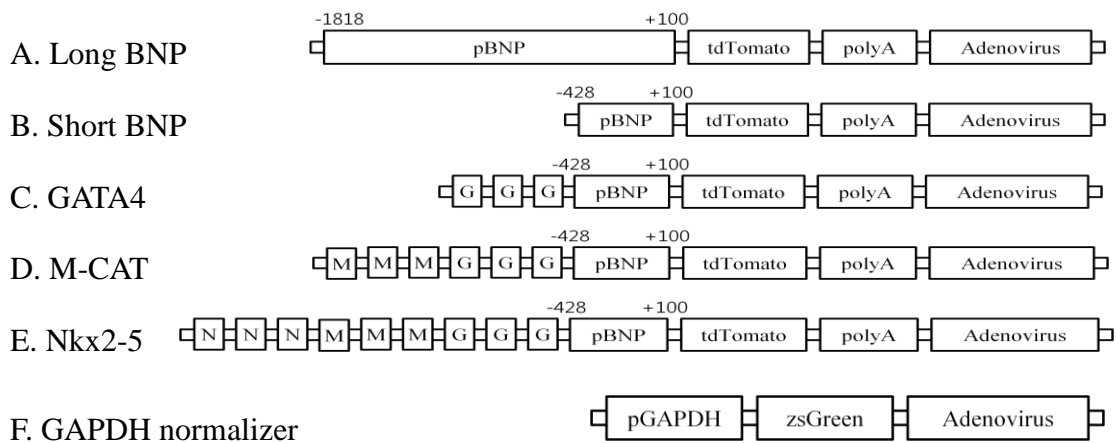 -1818 +100
A. Long BNP pBNP tdTomato polyA Adenovirus
-428 +100
B. Short BNP pBNP tdTomato polyA Adenovirus
-428 +100
C. GATA4 G G G pBNP tdTomato polyA Adenovirus
-428 +100
D. M-CAT M M M G G G pBNP tdTomato polyA Adenovirus
-428 +100
E. Nkx2-5 N N N M M M G G G pBNP tdTomato polyA Adenovirus
F. GAPDH normalizer pGAPDH zsGreen Adenovirus